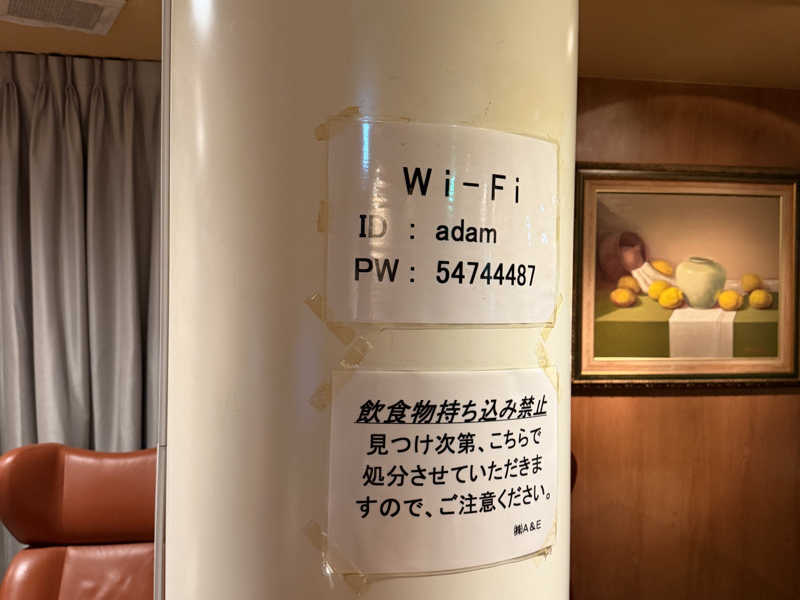 Wi-Fi
ID : adam
PW : 54744487
飲食物持ち込み禁止
見つけ次第、こちらで
処分させていただきま
すので、ご注意ください。
㈱A&E